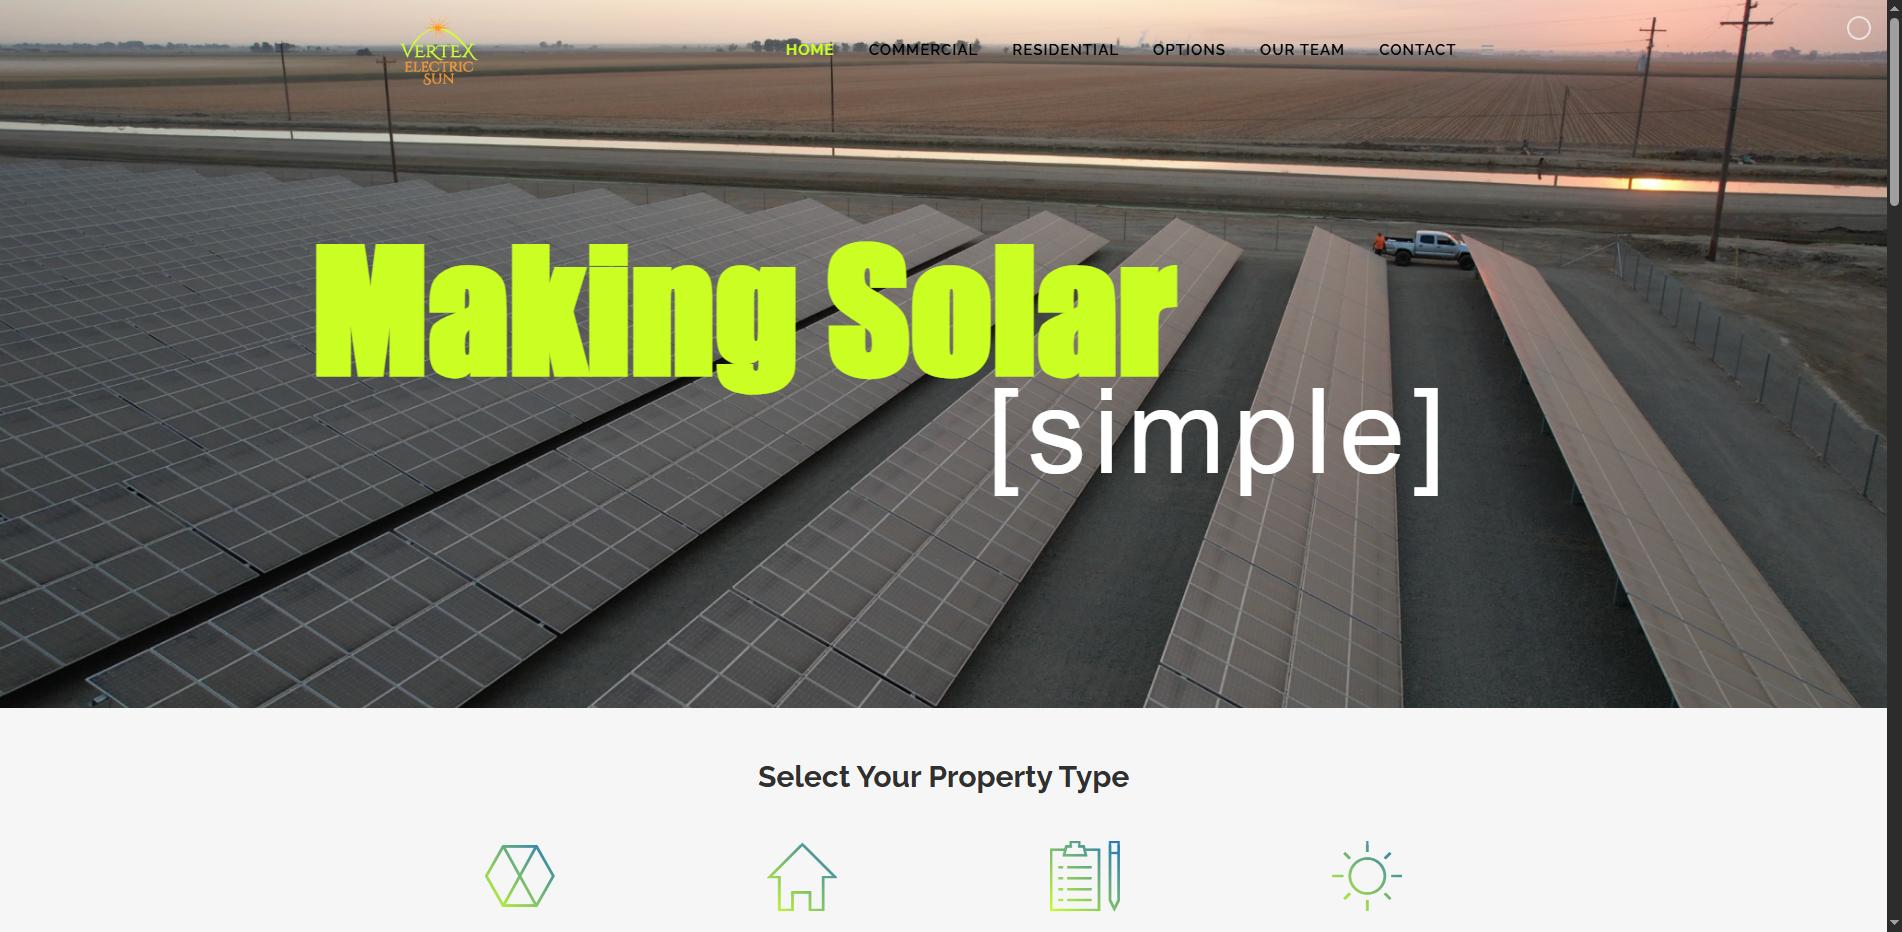 VERTEX
ELECTRIC
SUN
HOME COMMERCIAL RESIDENTIAL OPTIONS OUR TEAM CONTACT
Making Solar
[simple]
Select Your Property Type